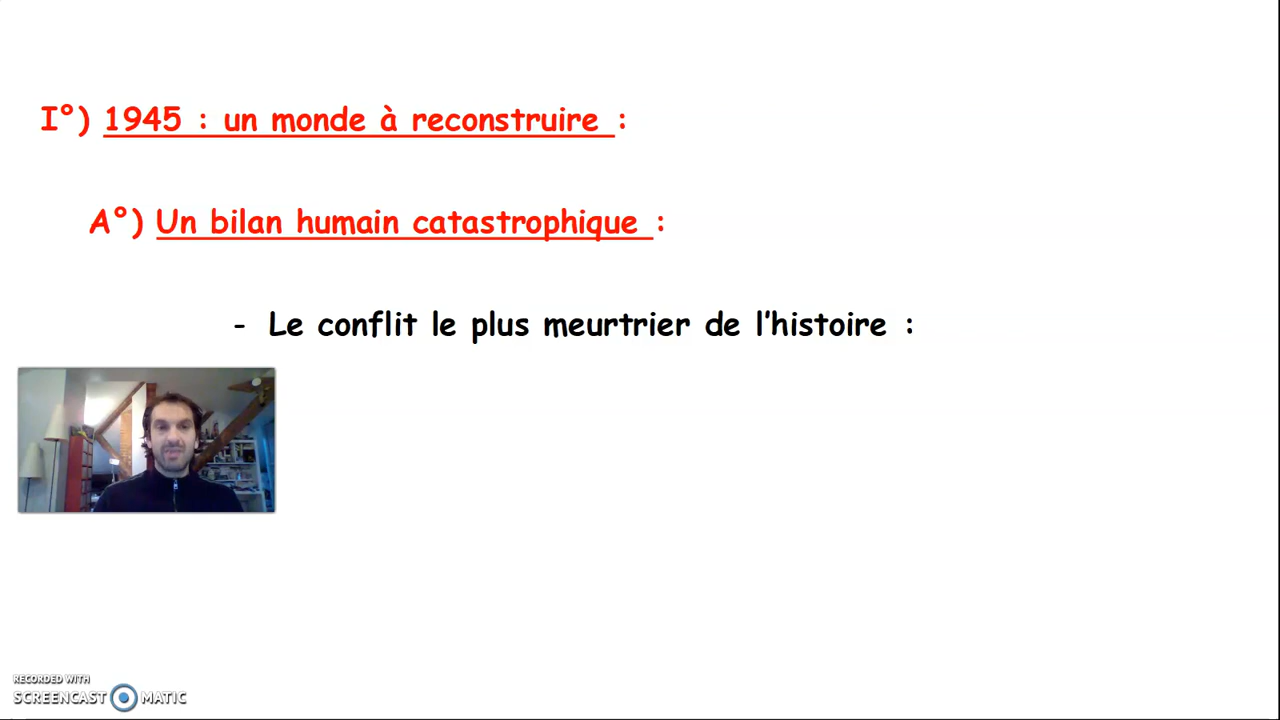 I°) 1945 : un monde à reconstruire :
A°) Un bilan humain catastrophique :
- Le conflit le plus meurtrier de l’histoire :
RECORDED WITH
SCREENCAST MATIC